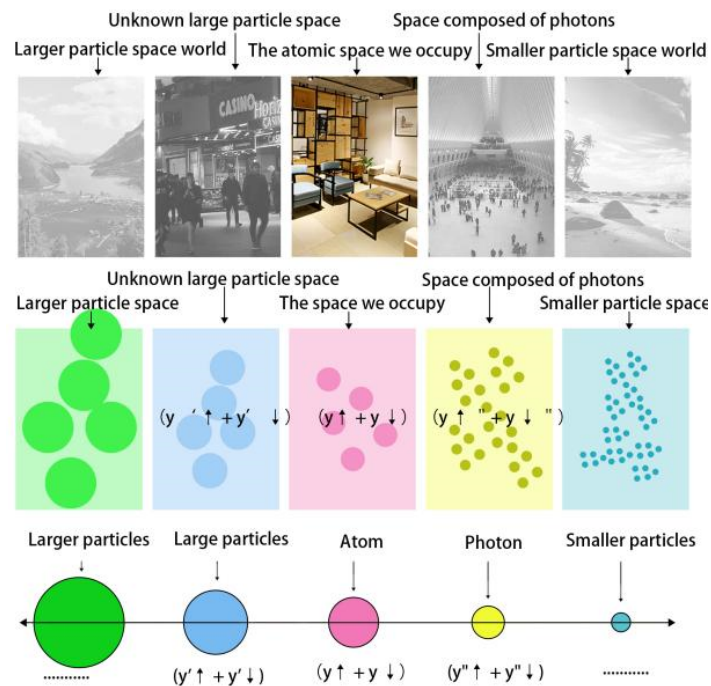 Unknown large particle space
Space composed of photons
Larger particle space world
The atomic space we occupy
Smaller particle space world
CASINO
Unknown large particle space
Space composed of photons
Larger particle space
The space we occupy
Smaller particle space
(y ′ ↑ + y′ ↓ )
(y ↑ + y ↓ )
(y ↑ " + y ↓ ")
Larger particles
Large particles
Atom
Photon
Smaller particles
...........
(y′ ↑ + y′ ↓ )
(y ↑ + y ↓ )
(y" ↑ + y" ↓ )
...........